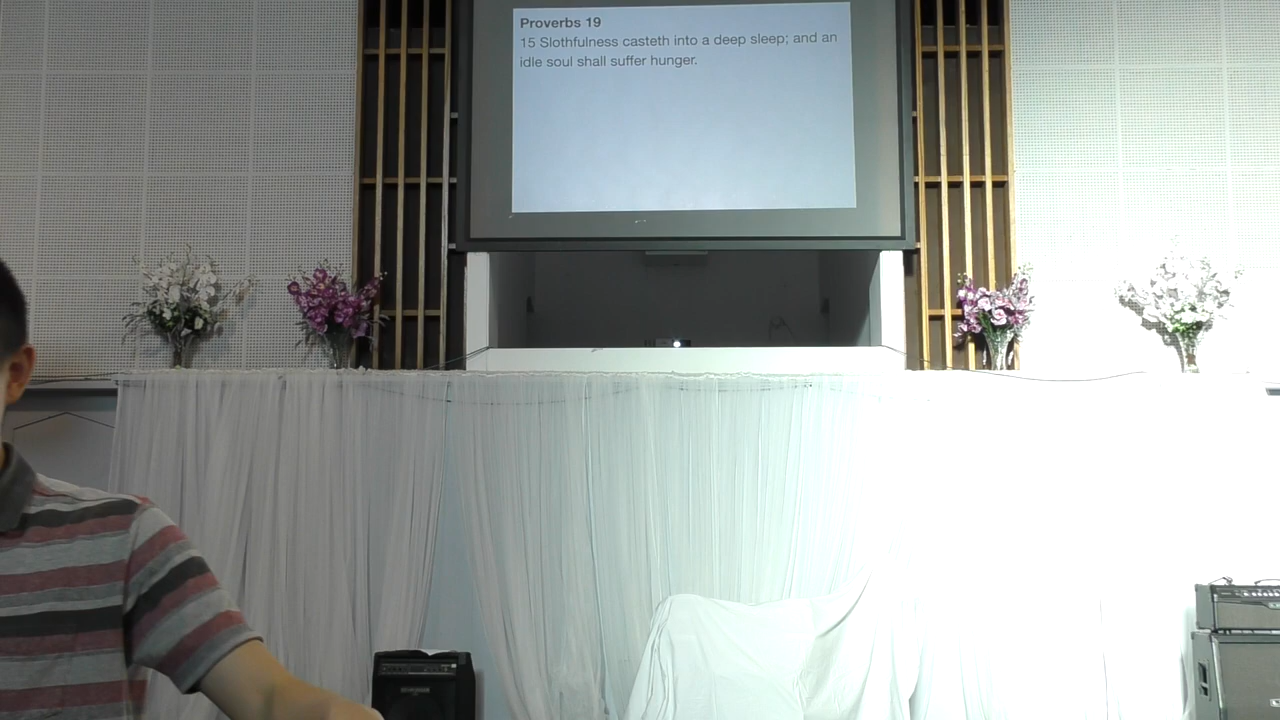 Proverbs 19
15 Slothfulness casteth into a deep sleep; and an
idle soul shall suffer hunger.